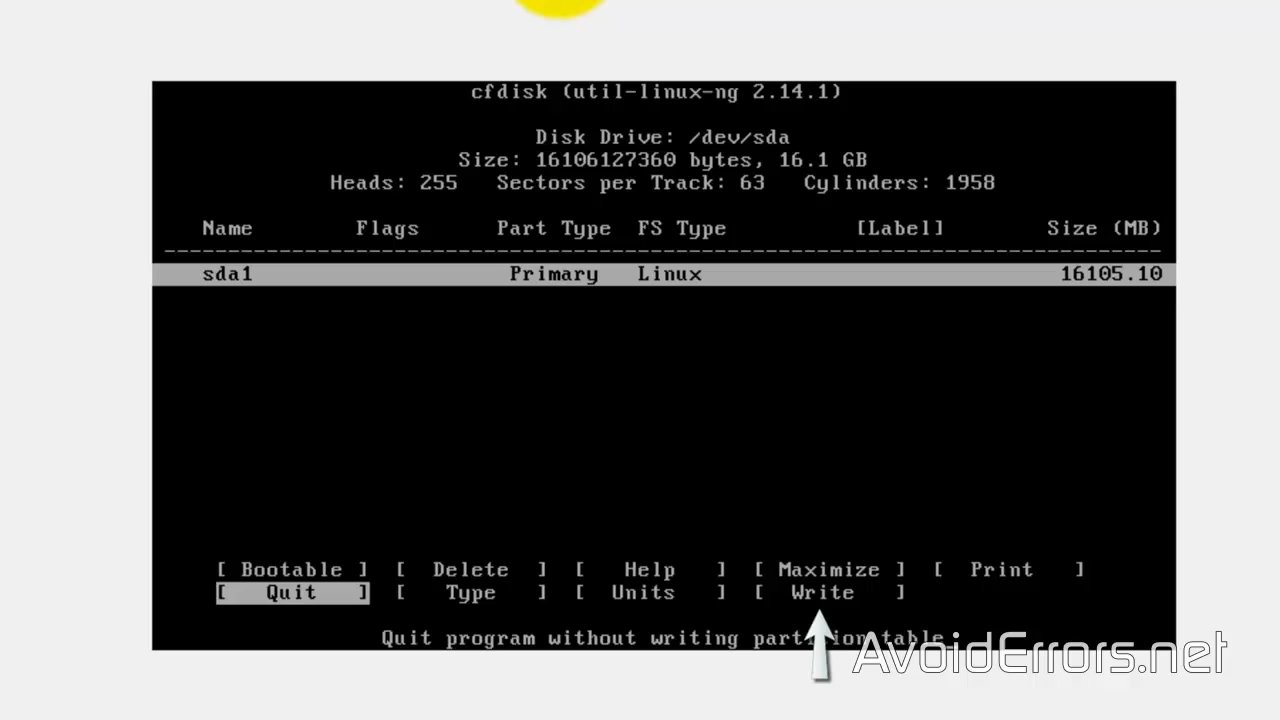 cfdisk (util-linux-ng 2.14.1)
Disk Drive: /dev/sda
Size: 16106127360 bytes, 16.1 GB
Heads: 255 Sectors per Track: 63 Cylinders: 1958
Name Flags Part Type FS Type [Label] Size (MB)
sda1 Primary Linux 16105.10
[ Bootable ] [ Delete ] [ Help ] [ Maximize ] [ Print ]
[ Quit ] [ Type ] [ Units ] [ Write ]
Quit program without writing partition table
AvoidErrors.net